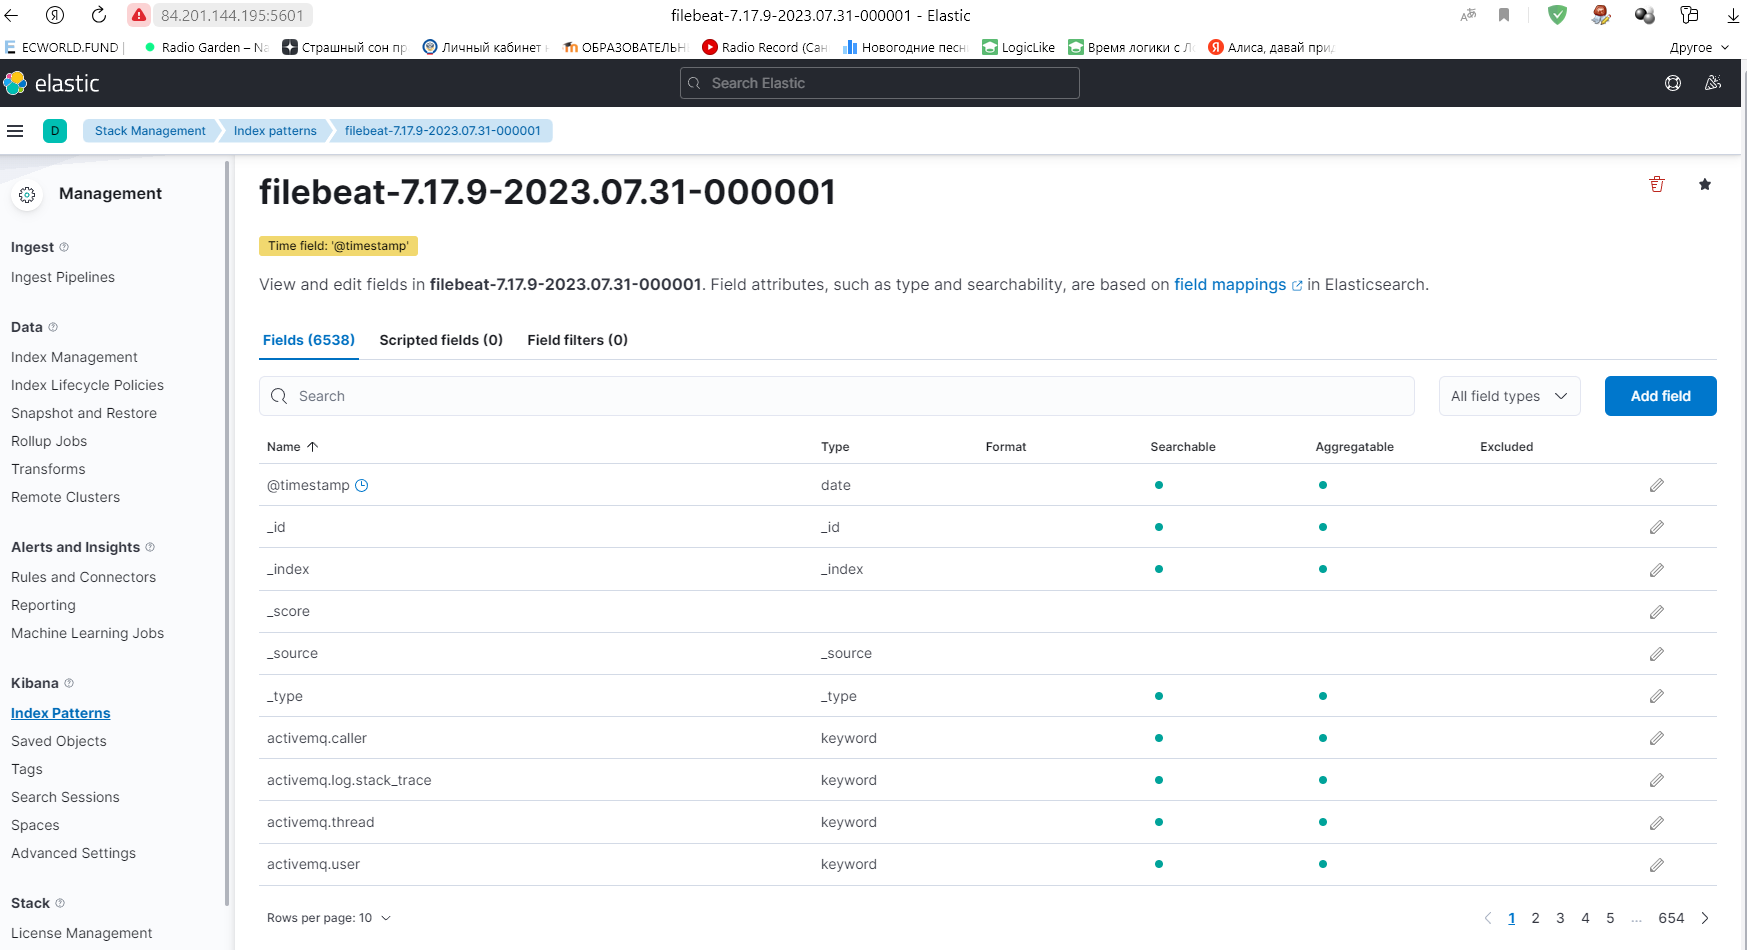 84.201.144.195:5601
filebeat-7.17.9-2023.07.31-000001 - Elastic
ECWORLD.FUND |
Radio Garden – Na
Страшный сон пр
Личный кабинет
ОБРАЗОВАТЕЛЬН
Radio Record (Сан
Новогодние песн
LogicLike
Время логики с Л
Алиса, давай прид
Другое
elastic
Search Elastic
D
Stack Management
Index patterns
filebeat-7.17.9-2023.07.31-000001
Management
Ingest
Ingest Pipelines
Data
Index Management
Index Lifecycle Policies
Snapshot and Restore
Rollup Jobs
Transforms
Remote Clusters
Alerts and Insights
Rules and Connectors
Reporting
Machine Learning Jobs
Kibana
Index Patterns
Saved Objects
Tags
Search Sessions
Spaces
Advanced Settings
Stack
License Management
filebeat-7.17.9-2023.07.31-000001
Time field: '@timestamp'
View and edit fields in filebeat-7.17.9-2023.07.31-000001. Field attributes, such as type and searchability, are based on field mappings in Elasticsearch.
Fields (6538) Scripted fields (0) Field filters (0)
Search
All field types
Add field
Name Type Format Searchable Aggregatable Excluded
@timestamp date
_id _id
_index _index
_score
_source _source
_type _type
activemq.caller keyword
activemq.log.stack_trace keyword
activemq.thread keyword
activemq.user keyword
Rows per page: 10
1 2 3 4 5 ... 654